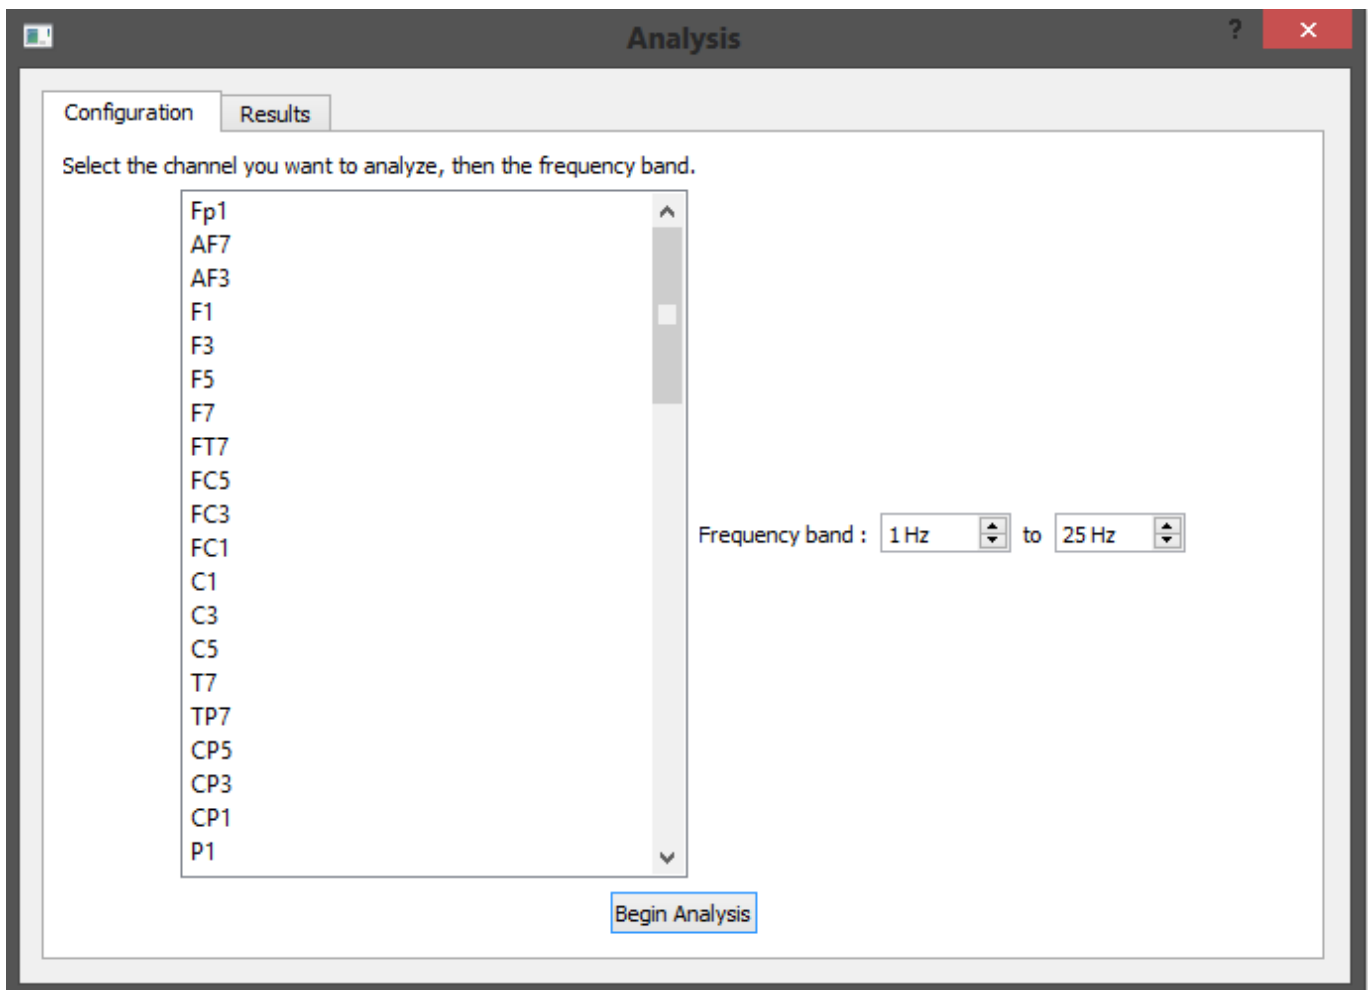 Analysis
?
Configuration
Results
Select the channel you want to analyze, then the frequency band.
Fp1
AF7
AF3
F1
F3
F5
F7
FT7
FC5
FC3
FC1
C1
C3
C5
T7
TP7
CP5
CP3
CP1
P1
Frequency band : 1 Hz to 25 Hz
Begin Analysis